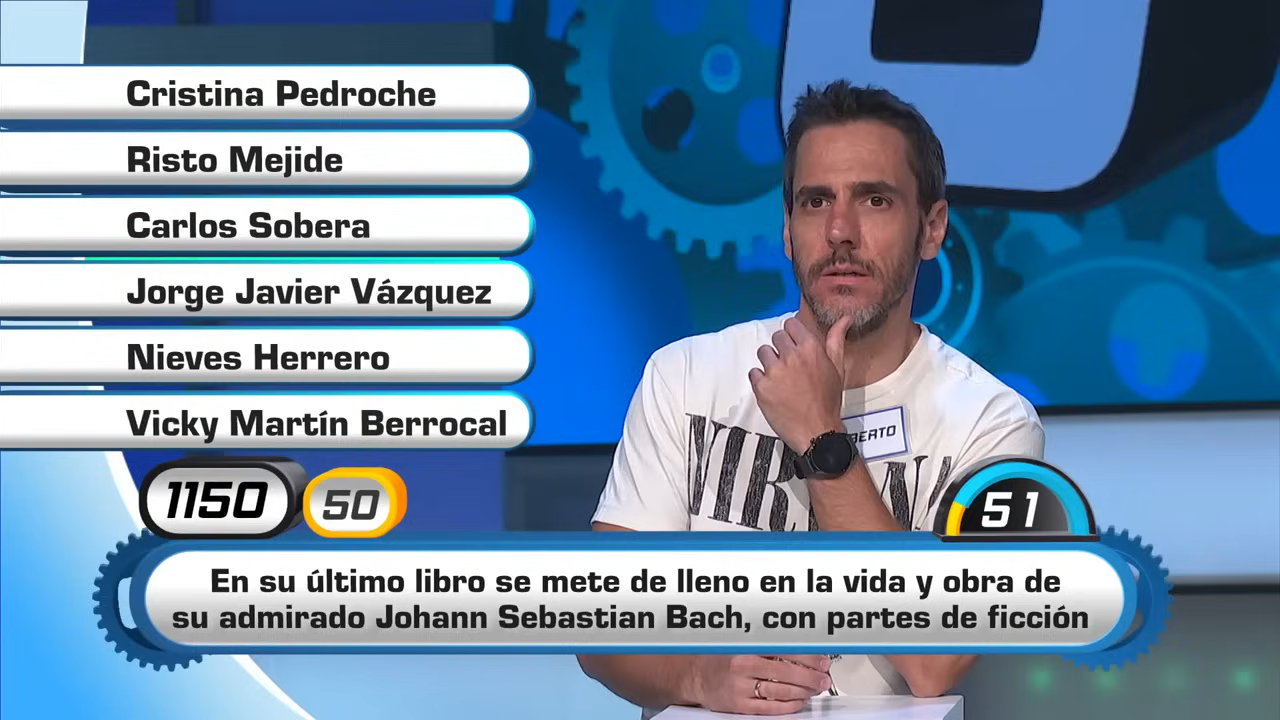 Cristina Pedroche
Risto Mejide
Carlos Sobera
Jorge Javier Vázquez
Nieves Herrero
Vicky Martín Berrocal
1150
50
51
BERTO
En su último libro se mete de lleno en la vida y obra de
su admirado Johann Sebastian Bach, con partes de ficción